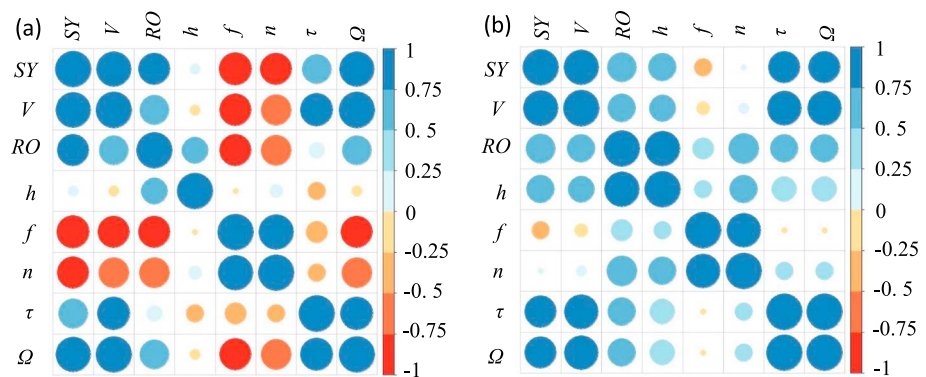 (a)
SY V RO h f n τ Ω
SY
V
RO
h
f
n
τ
Ω
1
0.75
0. 5
0.25
0
-0.25
-0. 5
-0.75
-1
(b)
SY V RO h f n τ Ω
SY
V
RO
h
f
n
τ
Ω
1
0.75
0. 5
0.25
0
-0.25
-0. 5
-0.75
-1